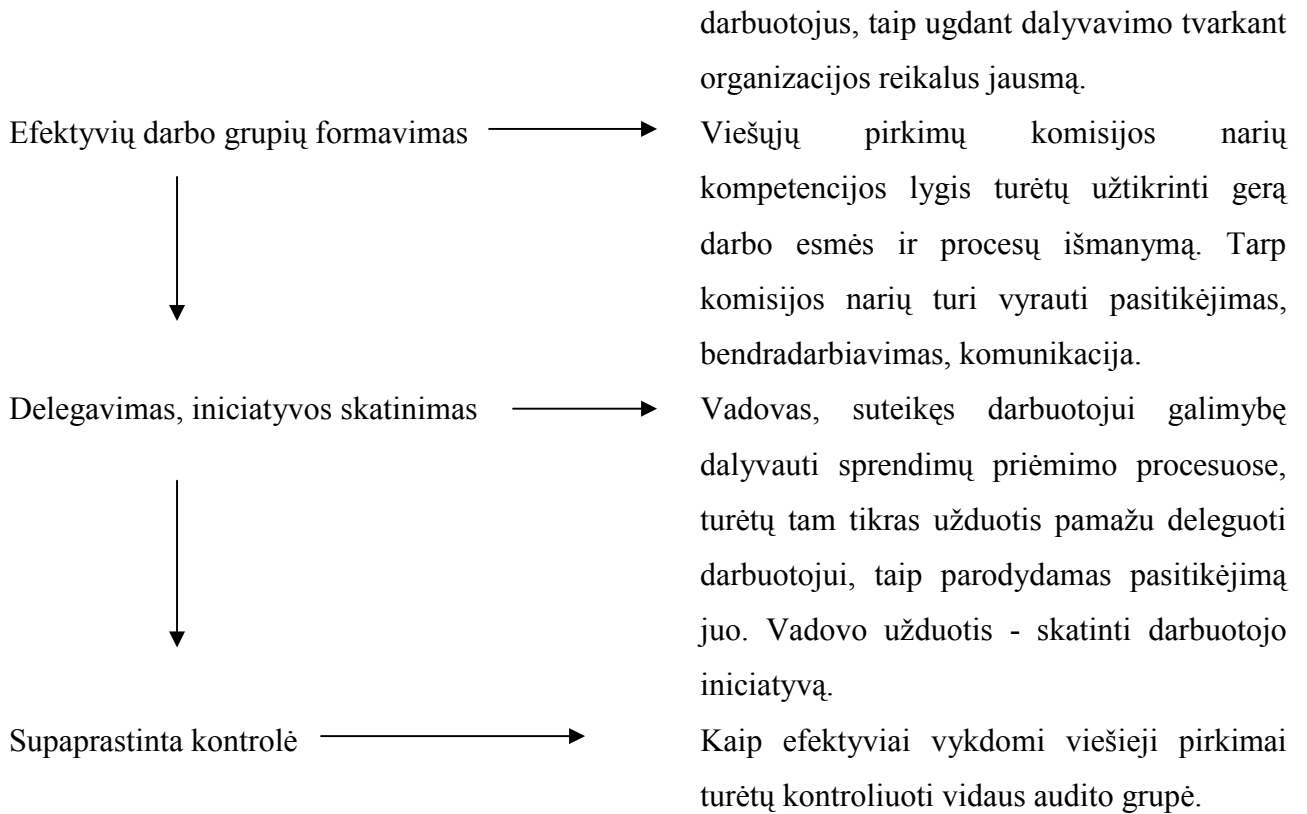 darbuotojus, taip ugdant dalyvavimo tvarkant
organizacijos reikalus jausmą.
Efektyvių darbo grupių formavimas
Viešųjų pirkimų komisijos narių
kompetencijos lygis turėtų užtikrinti gerą
darbo esmės ir procesų išmanymą. Tarp
komisijos narių turi vyrauti pasitikėjimas,
bendradarbiavimas, komunikacija.
Delegavimas, iniciatyvos skatinimas
Vadovas, suteikęs darbuotojui galimybę
dalyvauti sprendimų priėmimo procesuose,
turėtų tam tikras užduotis pamažu deleguoti
darbuotojui, taip parodydamas pasitikėjimą
juo. Vadovo užduotis - skatinti darbuotojo
iniciatyvą.
Supaprastinta kontrolė
Kaip efektyviai vykdomi viešieji pirkimai
turėtų kontroliuoti vidaus audito grupė.